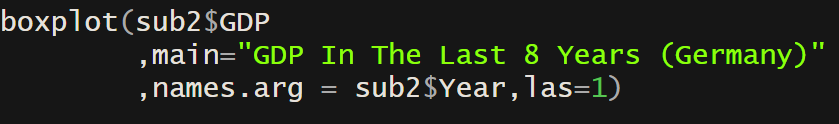 boxplot(sub2$GDP
,main="GDP In The Last 8 Years (Germany)"
,names.arg = sub2$Year,las=1)